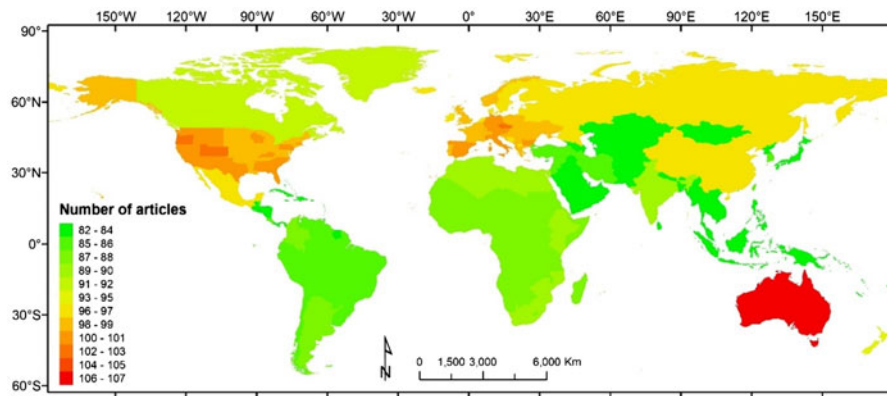 150°W 120°W 90°W 60°W 30°W 0° 30°E 60°E 90°E 120°E 150°E
90°
60°N
30°N
0°
30°S
60°S
Number of articles
82 - 84
85 - 86
87 - 88
89 - 90
91 - 92
93 - 95
96 - 97
98 - 99
100 - 101
102 - 103
104 - 105
106 - 107
N
0 1,500 3,000 6,000 Km